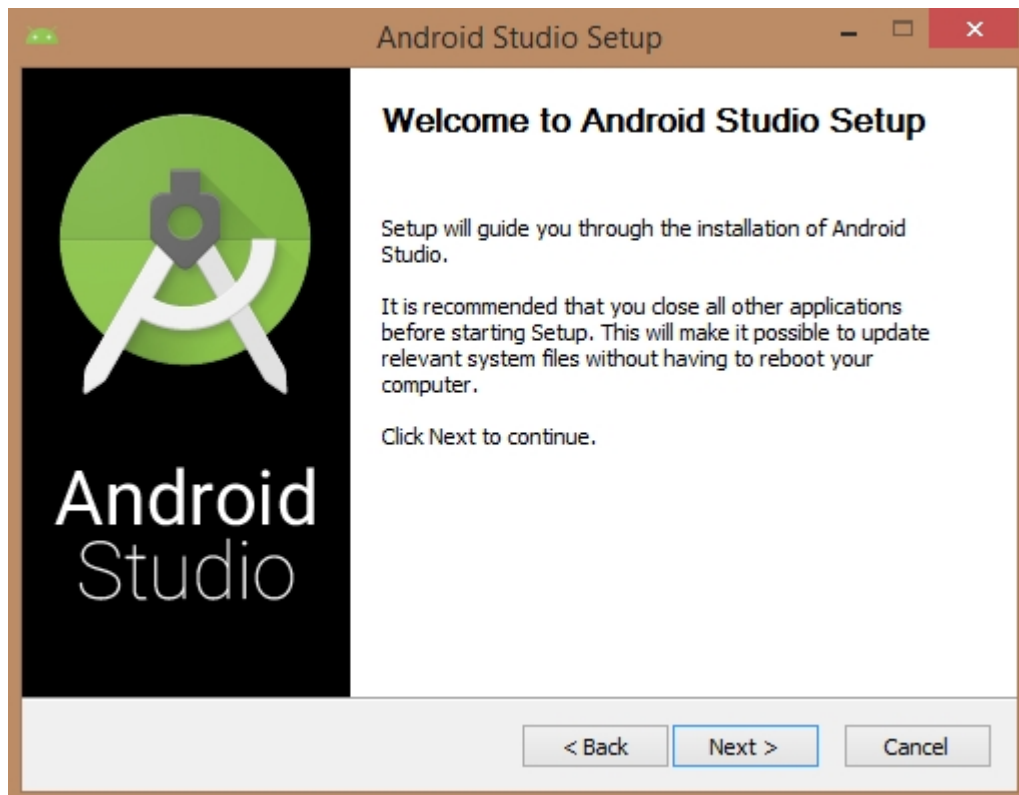 Android Studio Setup
Welcome to Android Studio Setup
Setup will guide you through the installation of Android
Studio.
It is recommended that you close all other applications
before starting Setup. This will make it possible to update
relevant system files without having to reboot your
computer.
Click Next to continue.
Android
Studio
< Back
Next >
Cancel